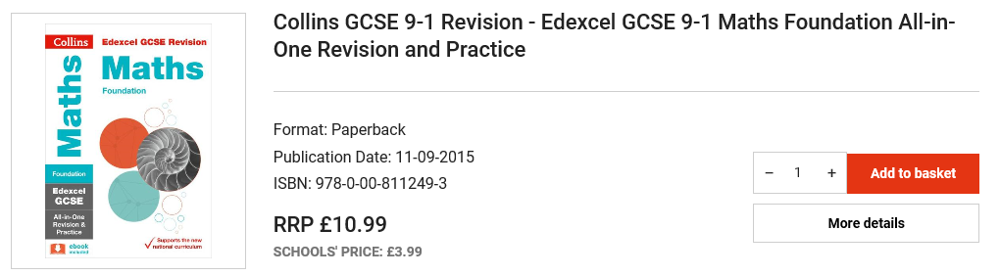 Collins
Edexcel GCSE Revision
Maths
Maths
Foundation
Foundation
Edexcel
GCSE
All-in-One
Revision &
Practice
ebook
included
Supports the new
national curriculum
Collins GCSE 9-1 Revision - Edexcel GCSE 9-1 Maths Foundation All-in-
One Revision and Practice
Format: Paperback
Publication Date: 11-09-2015
ISBN: 978-0-00-811249-3
− 1 + Add to basket
More details
RRP £10.99
SCHOOLS' PRICE: £3.99